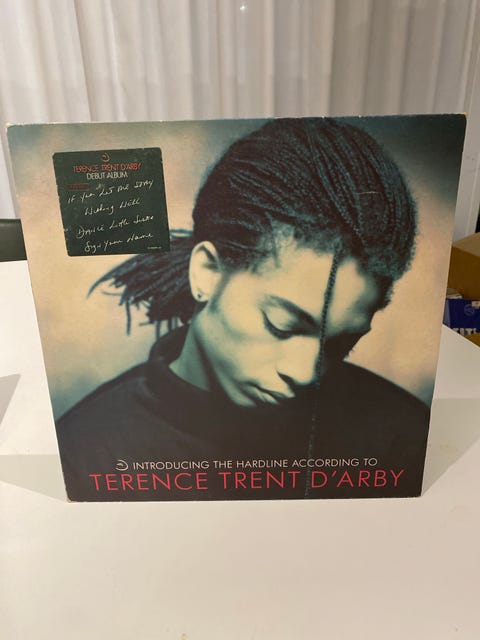 TERENCE TRENT D'ARBY
DEBUT ALBUM
IF YOU LET ME STAY
Wishing Well
Dance Little Sister
Sign Your Name
INTRODUCING THE HARDLINE ACCORDING TO
TERENCE TRENT D'ARBY